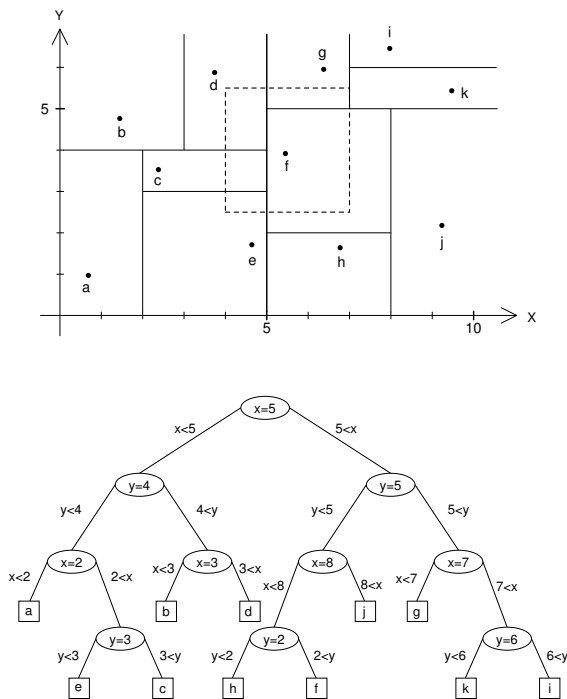 Y
i
g
d
k
5
b
f
c
j
e
h
a
5
10
X
x=5
x<5
5<x
y=4
y=5
y<4
4<y
y<5
5<y
x=2
x=3
x=8
x=7
x<2
2<x
x<3
3<x
x<8
8<x
x<7
7<x
a
b
d
j
g
y=3
y=2
y=6
y<3
3<y
y<2
2<y
y<6
6<y
e
c
h
f
k
i